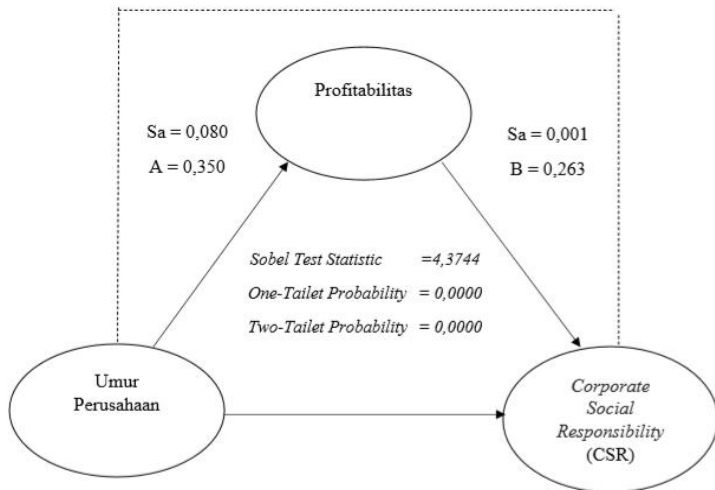 Profitabilitas
Sa = 0,080
A = 0,350
Sa = 0,001
B = 0,263
Sobel Test Statistic =4,3744
One-Tailet Probability = 0,0000
Two-Tailet Probability = 0,0000
Umur
Perusahaan
Corporate
Social
Responsibility
(CSR)